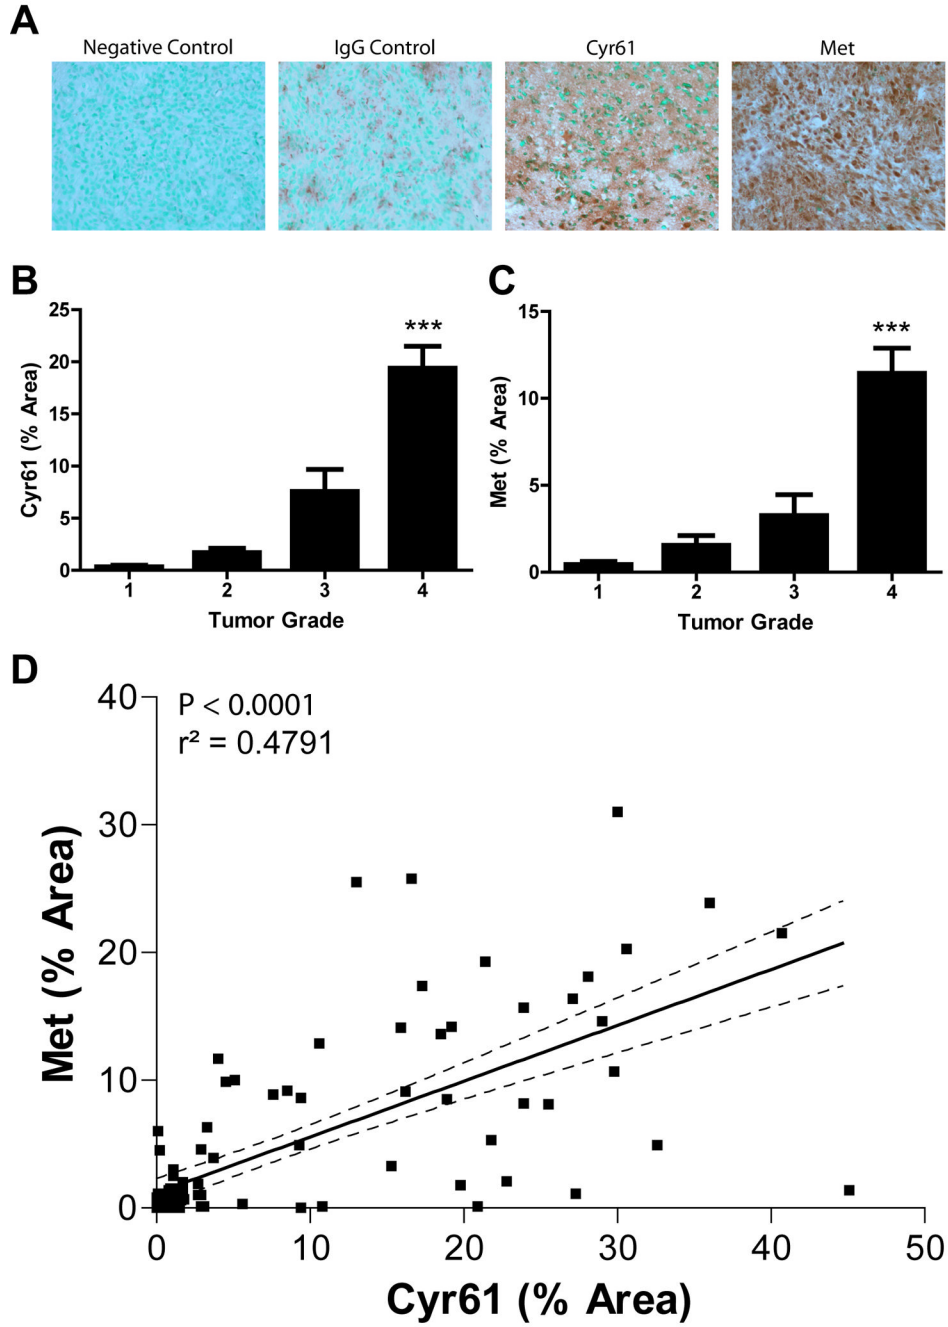 A
Negative Control
IgG Control
Cyr61
Met
B
25
20
15
10
5
0
Cyr61 (% Area)
***
1
2
3
4
Tumor Grade
C
15
10
5
0
Met (% Area)
***
1
2
3
4
Tumor Grade
D
P < 0.0001
r² = 0.4791
40
30
20
10
0
Met (% Area)
0
10
20
30
40
50
Cyr61 (% Area)